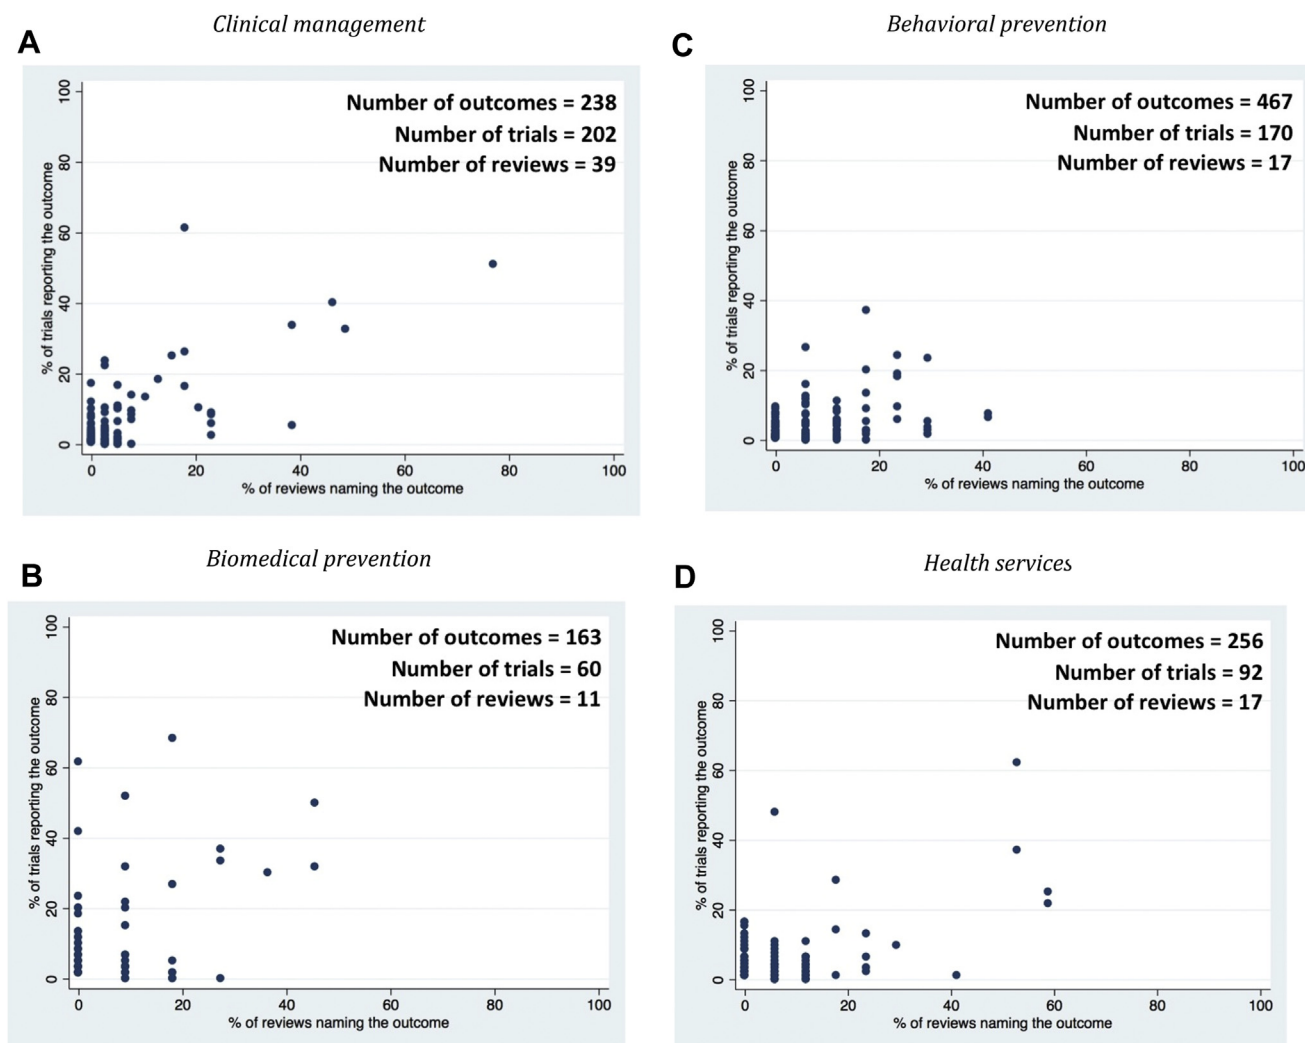 Clinical management
A
Number of outcomes = 238
Number of trials = 202
Number of reviews = 39
% of trials reporting the outcome
100
80
60
40
20
0
0 20 40 60 80 100
% of reviews naming the outcome
Behavioral prevention
C
Number of outcomes = 467
Number of trials = 170
Number of reviews = 17
% of trials reporting the outcome
100
80
60
40
20
0
0 20 40 60 80 100
% of reviews naming the outcome
Biomedical prevention
B
Number of outcomes = 163
Number of trials = 60
Number of reviews = 11
% of trials reporting the outcome
100
80
60
40
20
0
0 20 40 60 80 100
% of reviews naming the outcome
Health services
D
Number of outcomes = 256
Number of trials = 92
Number of reviews = 17
% of trials reporting the outcome
100
80
60
40
20
0
0 20 40 60 80 100
% of reviews naming the outcome